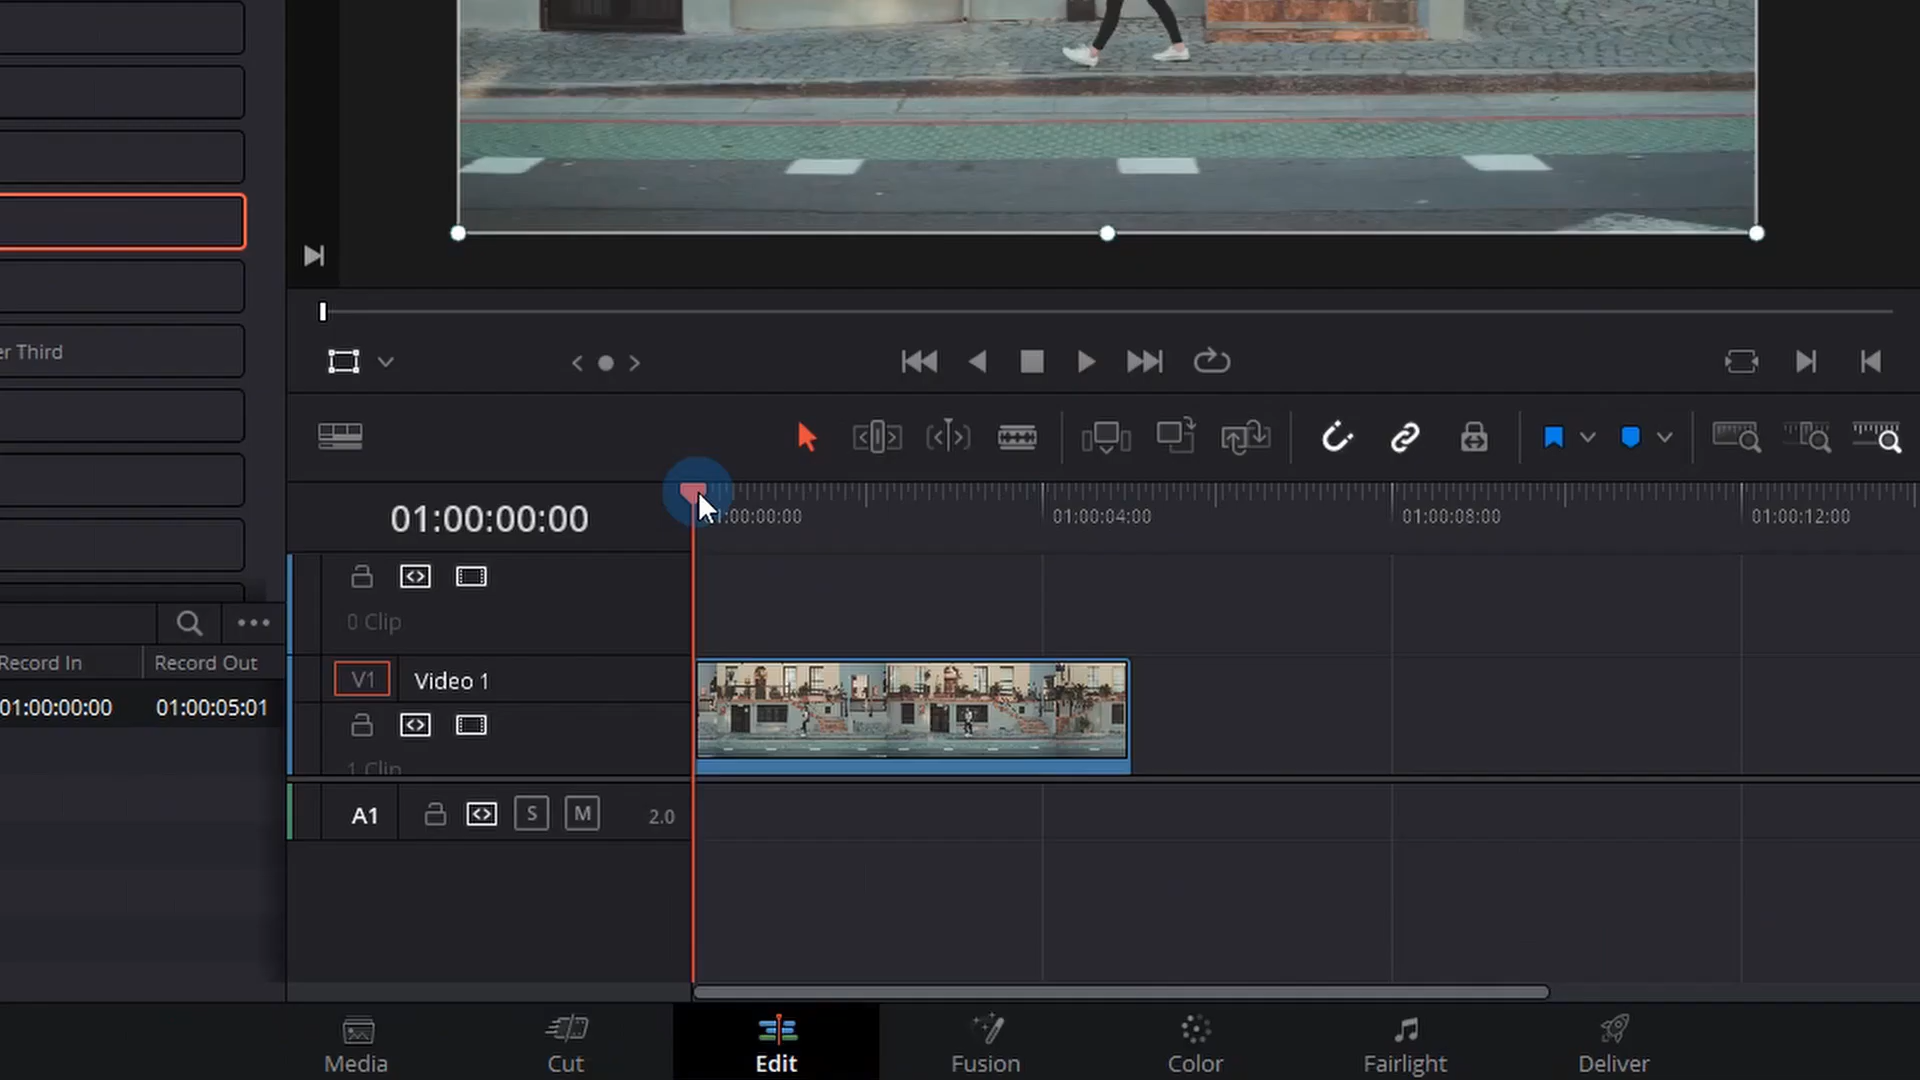 er Third
01:00:00:00
:00:00:00
01:00:04:00
01:00:08:00
01:00:12:00
0 Clip
Record In
Record Out
V1
Video 1
01:00:00:00
01:00:05:01
1 Clip
A1
S
M
2.0
Media
Cut
Edit
Fusion
Color
Fairlight
Deliver